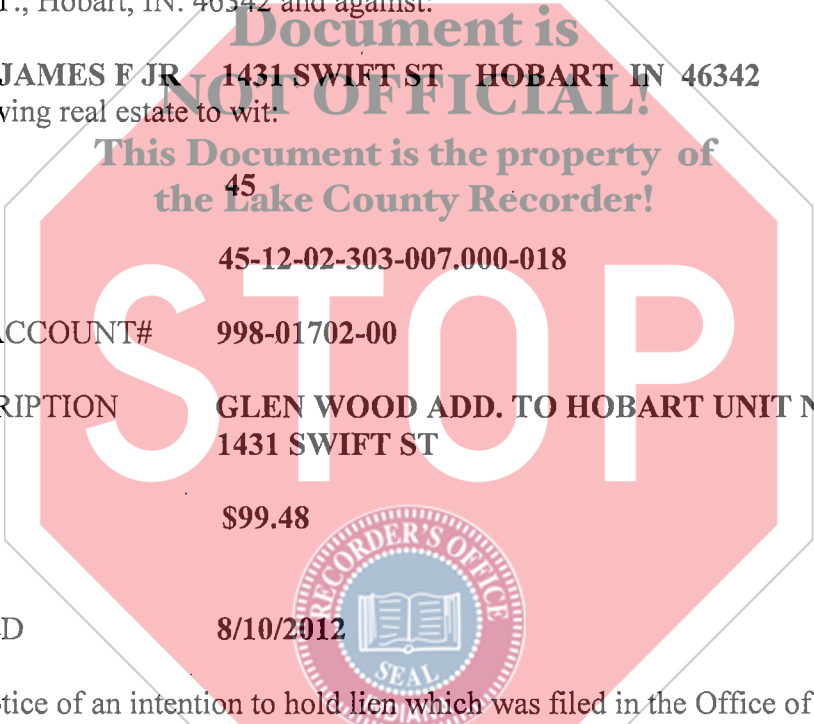 T., Hobart, IN. 46342 and against:
Document is
JAMES F JR 1431 SWIFT ST HOBART IN 46342
NOT OFFICIAL!
wing real estate to wit:
This Document is the property of
45
the Lake County Recorder!
45-12-02-303-007.000-018
STOP
ACCOUNT# 998-01702-00
RIPTION GLEN WOOD ADD. TO HOBART UNIT N
1431 SWIFT ST
$99.48
RECORDER'S OFFICE
D 8/10/2012
SEAL
tice of an intention to hold lien which was filed in the Office of